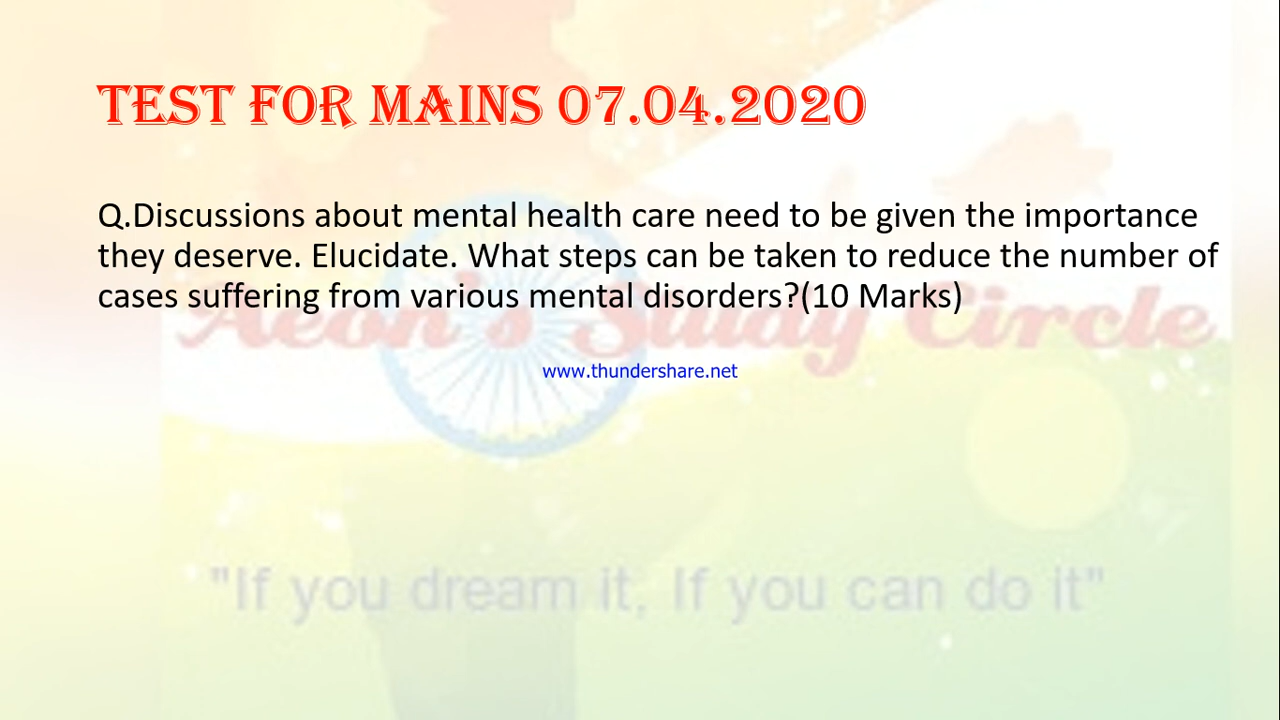 TEST FOR MAINS 07.04.2020
Q.Discussions about mental health care need to be given the importance
they deserve. Elucidate. What steps can be taken to reduce the number of
cases suffering from various mental disorders?(10 Marks)
Aeon's Study Circle
www.thundershare.net
"If you dream it, If you can do it"